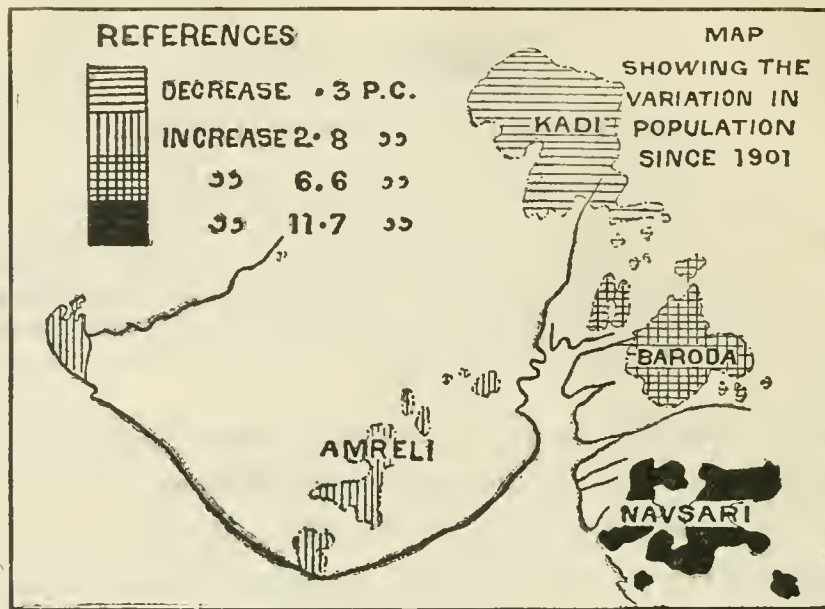 REFERENCES
DECREASE .3 P.C.
INCREASE 2.8 ,,
,, 6.6 ,,
,, 11.7 ,,
MAP
SHOWING THE
VARIATION IN
POPULATION
SINCE 1901
KADI
BARODA
AMRELI
NAVSARI